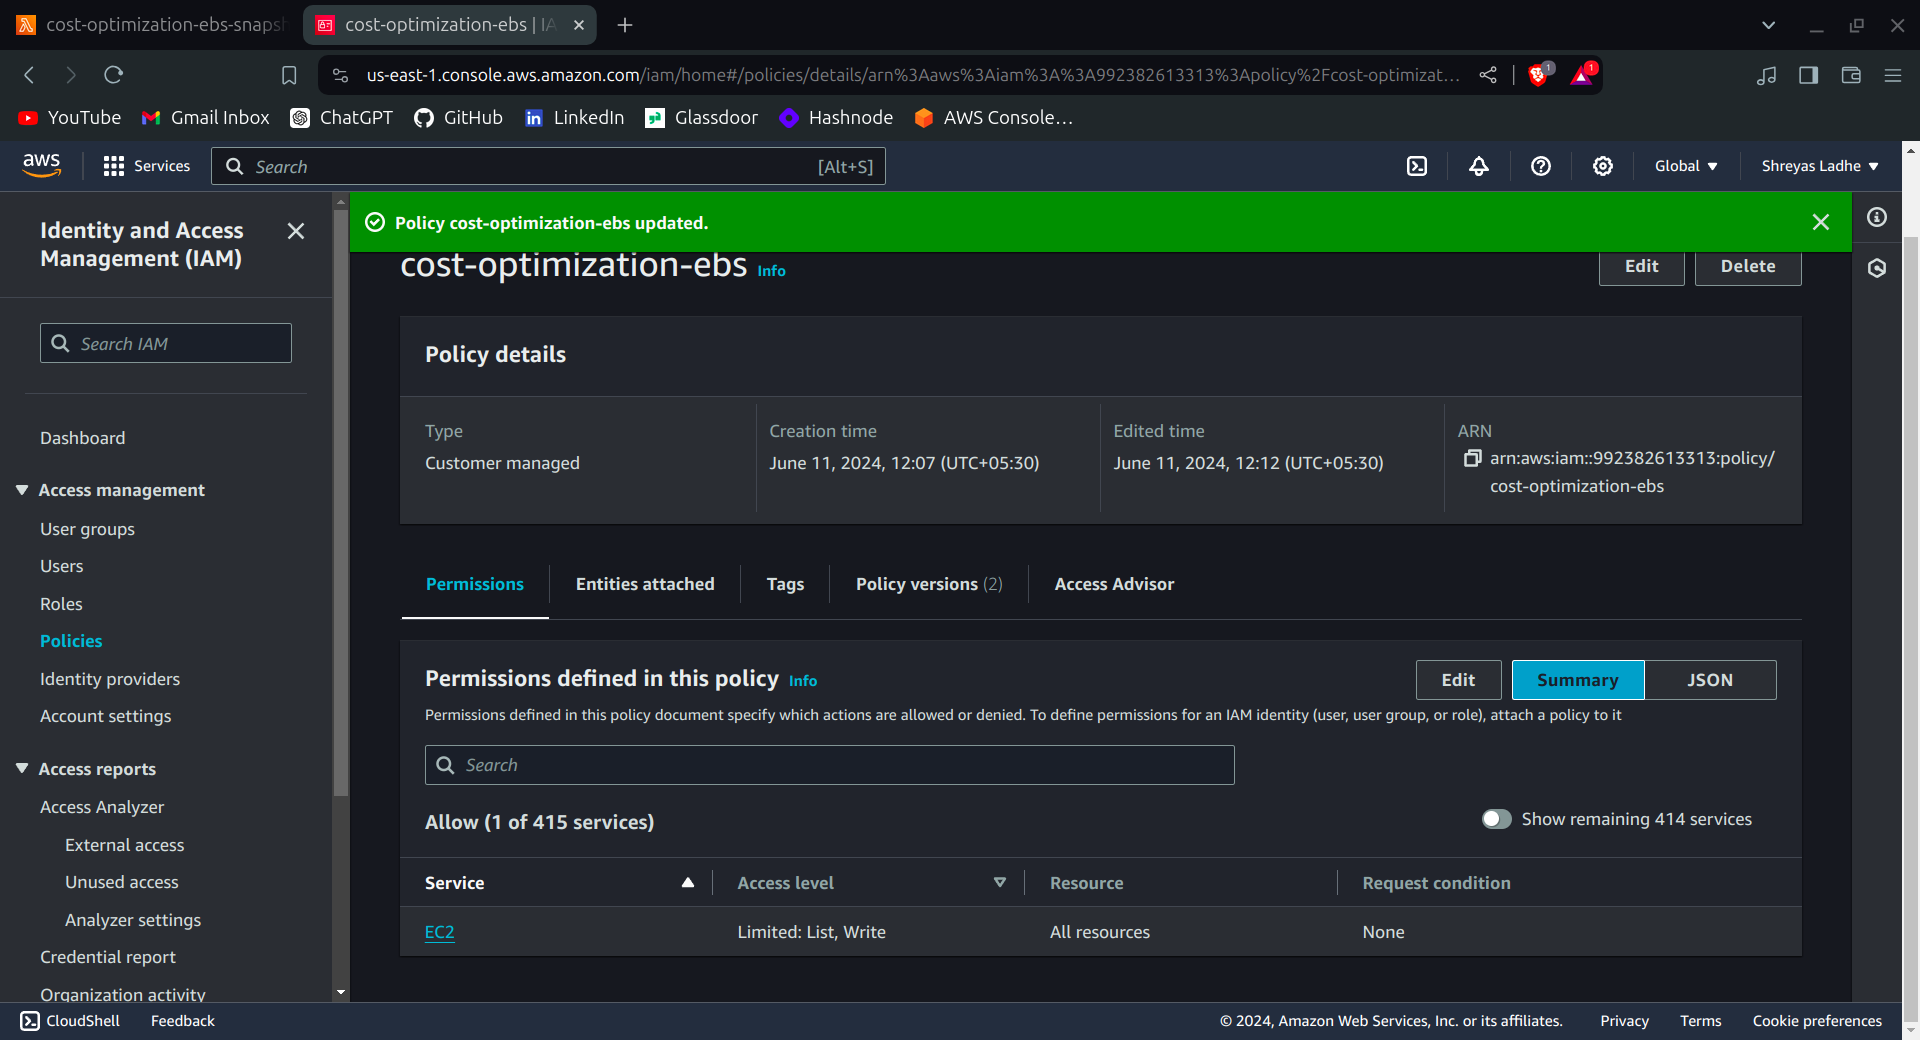 cost-optimization-ebs-snaps
cost-optimization-ebs | IA
us-east-1.console.aws.amazon.com/iam/home#/policies/details/arn%3Aaws%3Aiam%3A%3A992382613313%3Apolicy%2Fcost-optimizat...
1
1
YouTube
Gmail Inbox
ChatGPT
GitHub
LinkedIn
Glassdoor
Hashnode
AWS Console...
aws
Services
Search
[Alt+S]
Global
Shreyas Ladhe
Identity and Access
Management (IAM)
Search IAM
Dashboard
Access management
User groups
Users
Roles
Policies
Identity providers
Account settings
Access reports
Access Analyzer
External access
Unused access
Analyzer settings
Credential report
Organization activity
Policy cost-optimization-ebs updated.
cost-optimization-ebs Info
Edit
Delete
Policy details
Type
Customer managed
Creation time
June 11, 2024, 12:07 (UTC+05:30)
Edited time
June 11, 2024, 12:12 (UTC+05:30)
ARN
arn:aws:iam::992382613313:policy/
cost-optimization-ebs
Permissions
Entities attached
Tags
Policy versions (2)
Access Advisor
Permissions defined in this policy Info
Edit
Summary
JSON
Permissions defined in this policy document specify which actions are allowed or denied. To define permissions for an IAM identity (user, user group, or role), attach a policy to it
Search
Allow (1 of 415 services)
Show remaining 414 services
Service
Access level
Resource
Request condition
EC2
Limited: List, Write
All resources
None
CloudShell
Feedback
© 2024, Amazon Web Services, Inc. or its affiliates.
Privacy
Terms
Cookie preferences